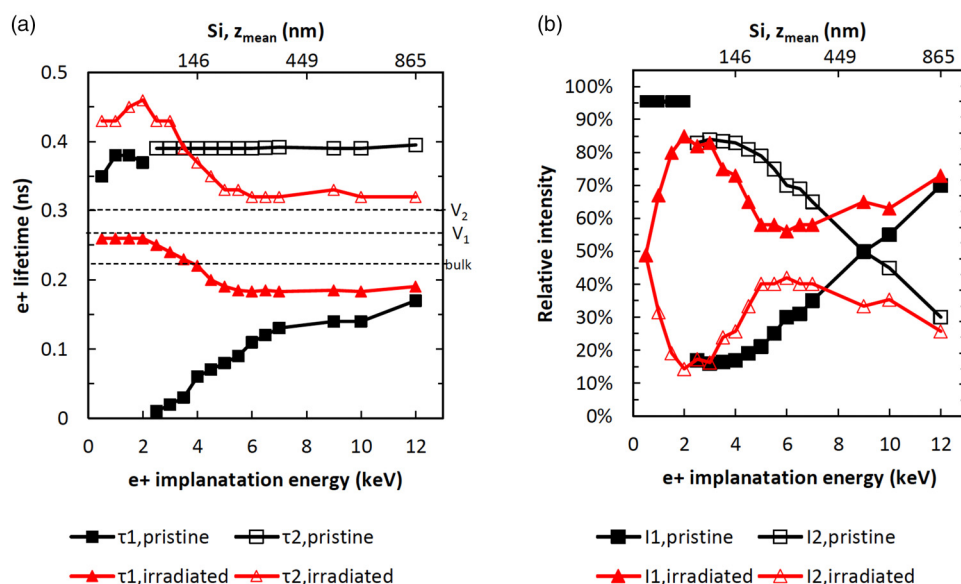 (a)
Si, z_mean (nm)
146 449 865
0.5
0.4
0.3
0.2
0.1
0
e+ lifetime (ns)
V2
V1
bulk
0 2 4 6 8 10 12
e+ implanatation energy (keV)
τ1,pristine τ2,pristine
τ1,irradiated τ2,irradiated
(b)
Si, z_mean (nm)
146 449 865
100%
90%
80%
70%
60%
50%
40%
30%
20%
10%
0%
Relative intensity
0 2 4 6 8 10 12
e+ implanatation energy (keV)
I1,pristine I2,pristine
I1,irradiated I2,irradiated